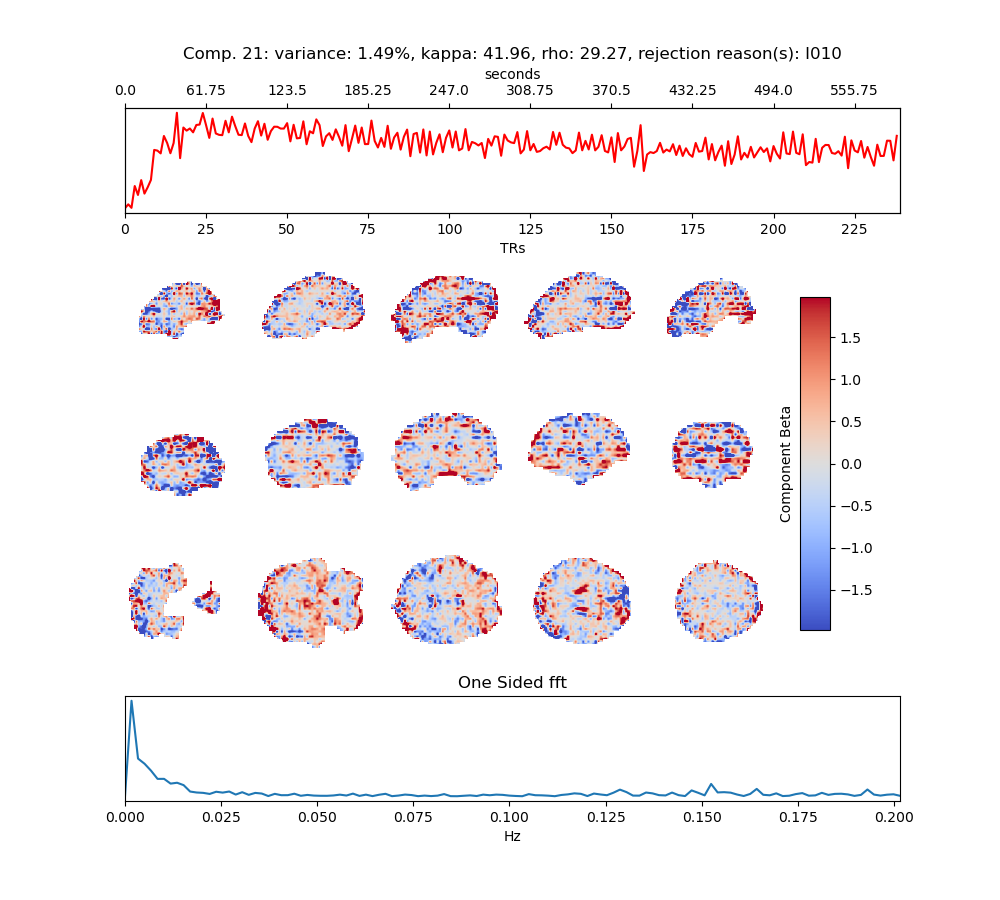 Comp. 21: variance: 1.49%, kappa: 41.96, rho: 29.27, rejection reason(s): I010
seconds
0.0 61.75 123.5 185.25 247.0 308.75 370.5 432.25 494.0 555.75
0 25 50 75 100 125 150 175 200 225
TRs
1.5
1.0
0.5
0.0
−0.5
−1.0
−1.5
Component Beta
One Sided fft
0.000 0.025 0.050 0.075 0.100 0.125 0.150 0.175 0.200
Hz